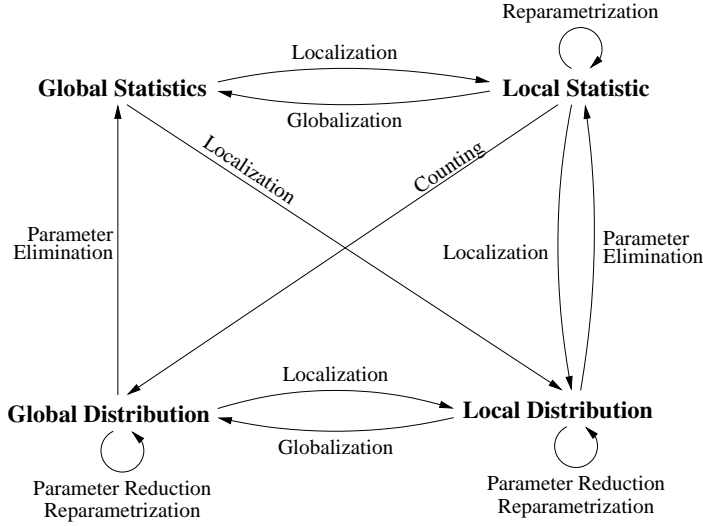 Reparametrization
Localization
Global Statistics
Local Statistic
Globalization
Localization
Counting
Parameter
Elimination
Localization
Parameter
Elimination
Localization
Global Distribution
Local Distribution
Globalization
Parameter Reduction
Reparametrization
Parameter Reduction
Reparametrization